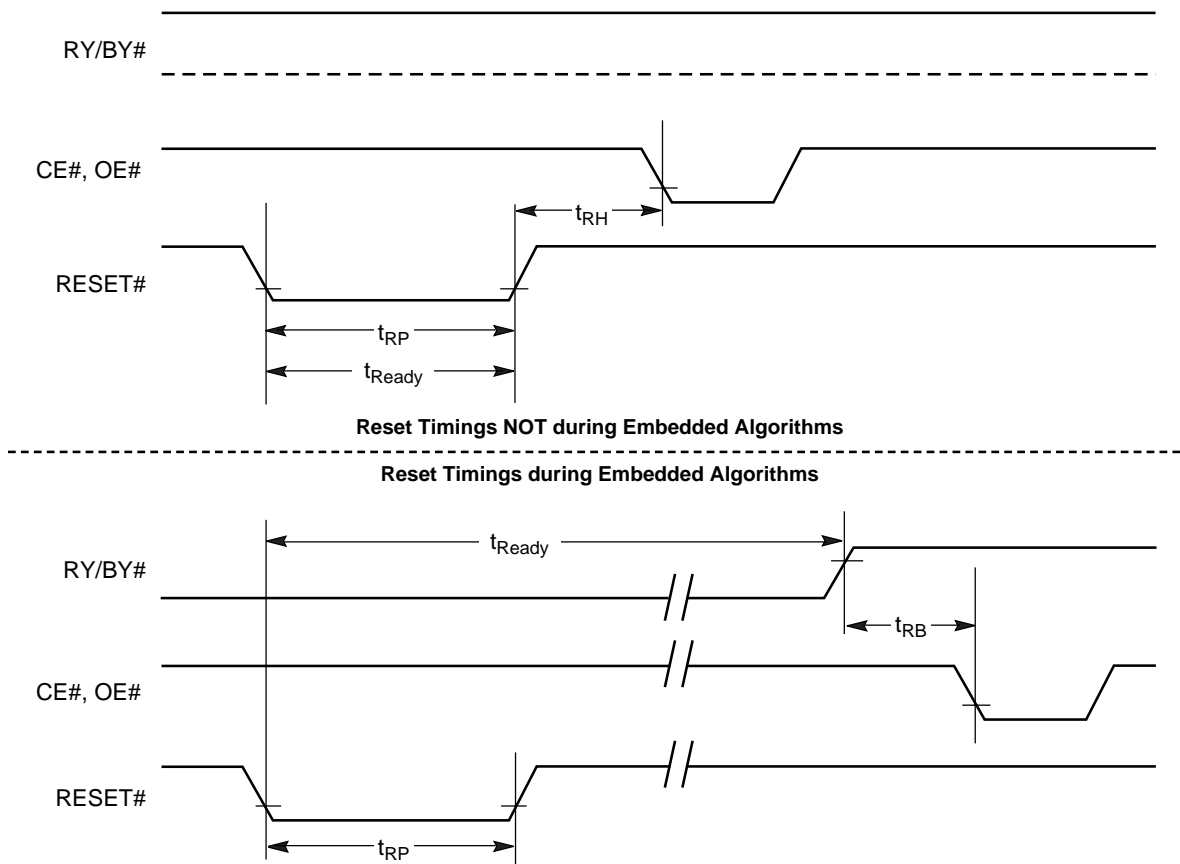 RY/BY#
CE#, OE#
tRH
RESET#
tRP
tReady
Reset Timings NOT during Embedded Algorithms
Reset Timings during Embedded Algorithms
tReady
RY/BY#
tRB
CE#, OE#
RESET#
tRP